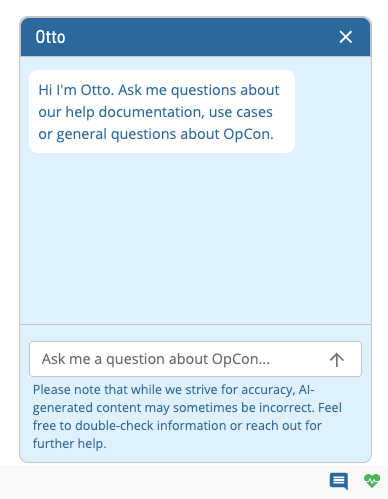 Otto
Hi I'm Otto. Ask me questions about
our help documentation, use cases
or general questions about OpCon.
Ask me a question about OpCon...
Please note that while we strive for accuracy, AI-
generated content may sometimes be incorrect. Feel
free to double-check information or reach out for
further help.